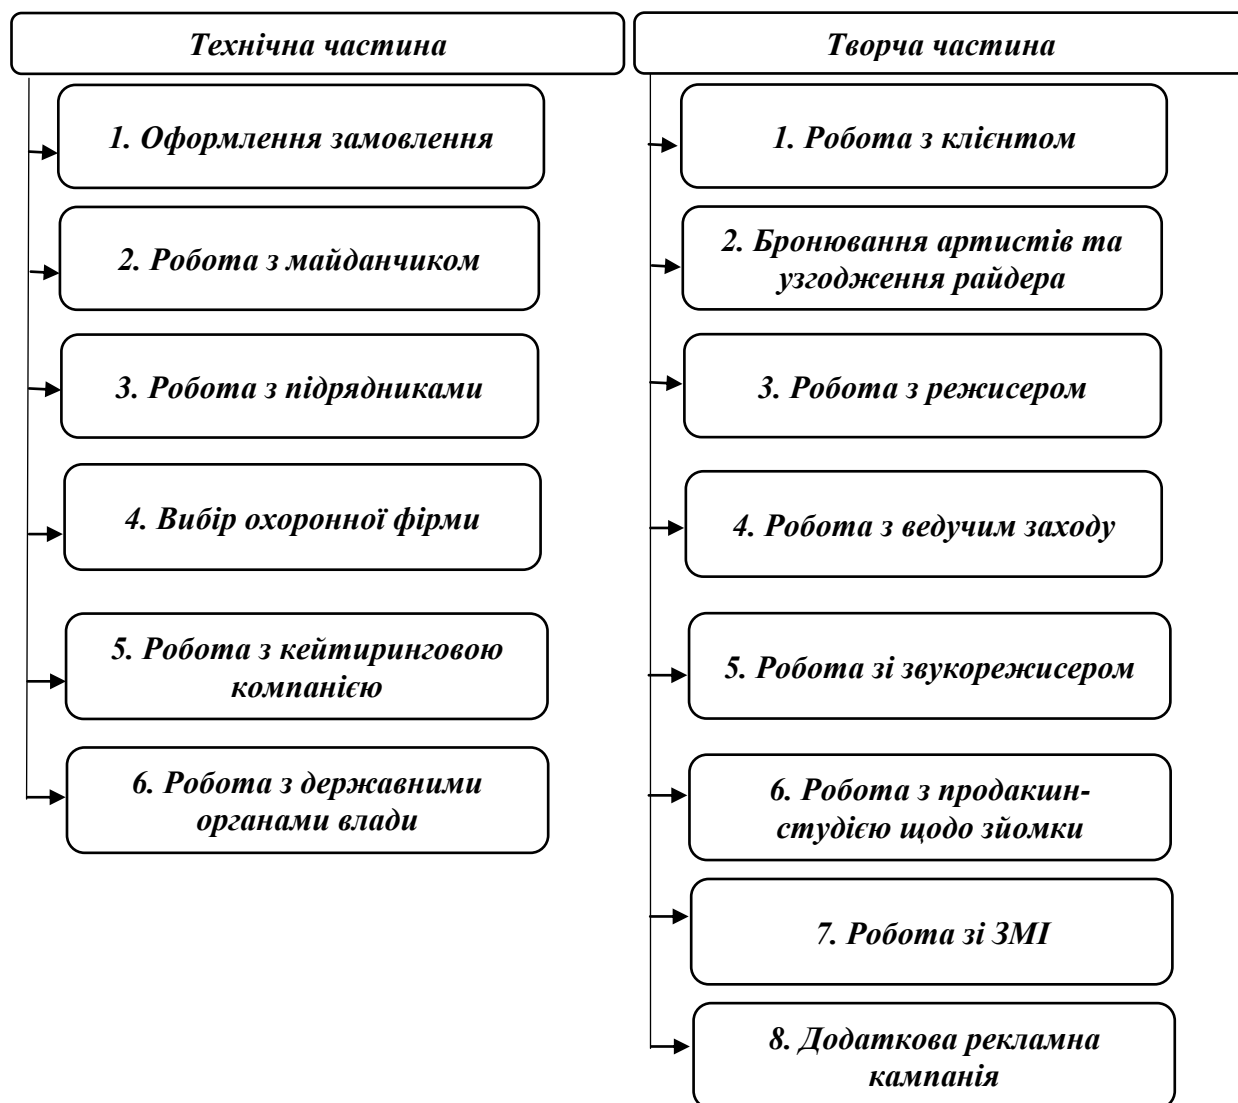 Технічна частина
1. Оформлення замовлення
2. Робота з майданчиком
3. Робота з підрядниками
4. Вибір охоронної фірми
5. Робота з кейтиринговою
компанією
6. Робота з державними
органами влади
Творча частина
1. Робота з клієнтом
2. Бронювання артистів та
узгодження райдера
3. Робота з режисером
4. Робота з ведучим заходу
5. Робота зі звукорежисером
6. Робота з продакшн-
студією щодо зйомки
7. Робота зі ЗМІ
8. Додаткова рекламна
кампанія